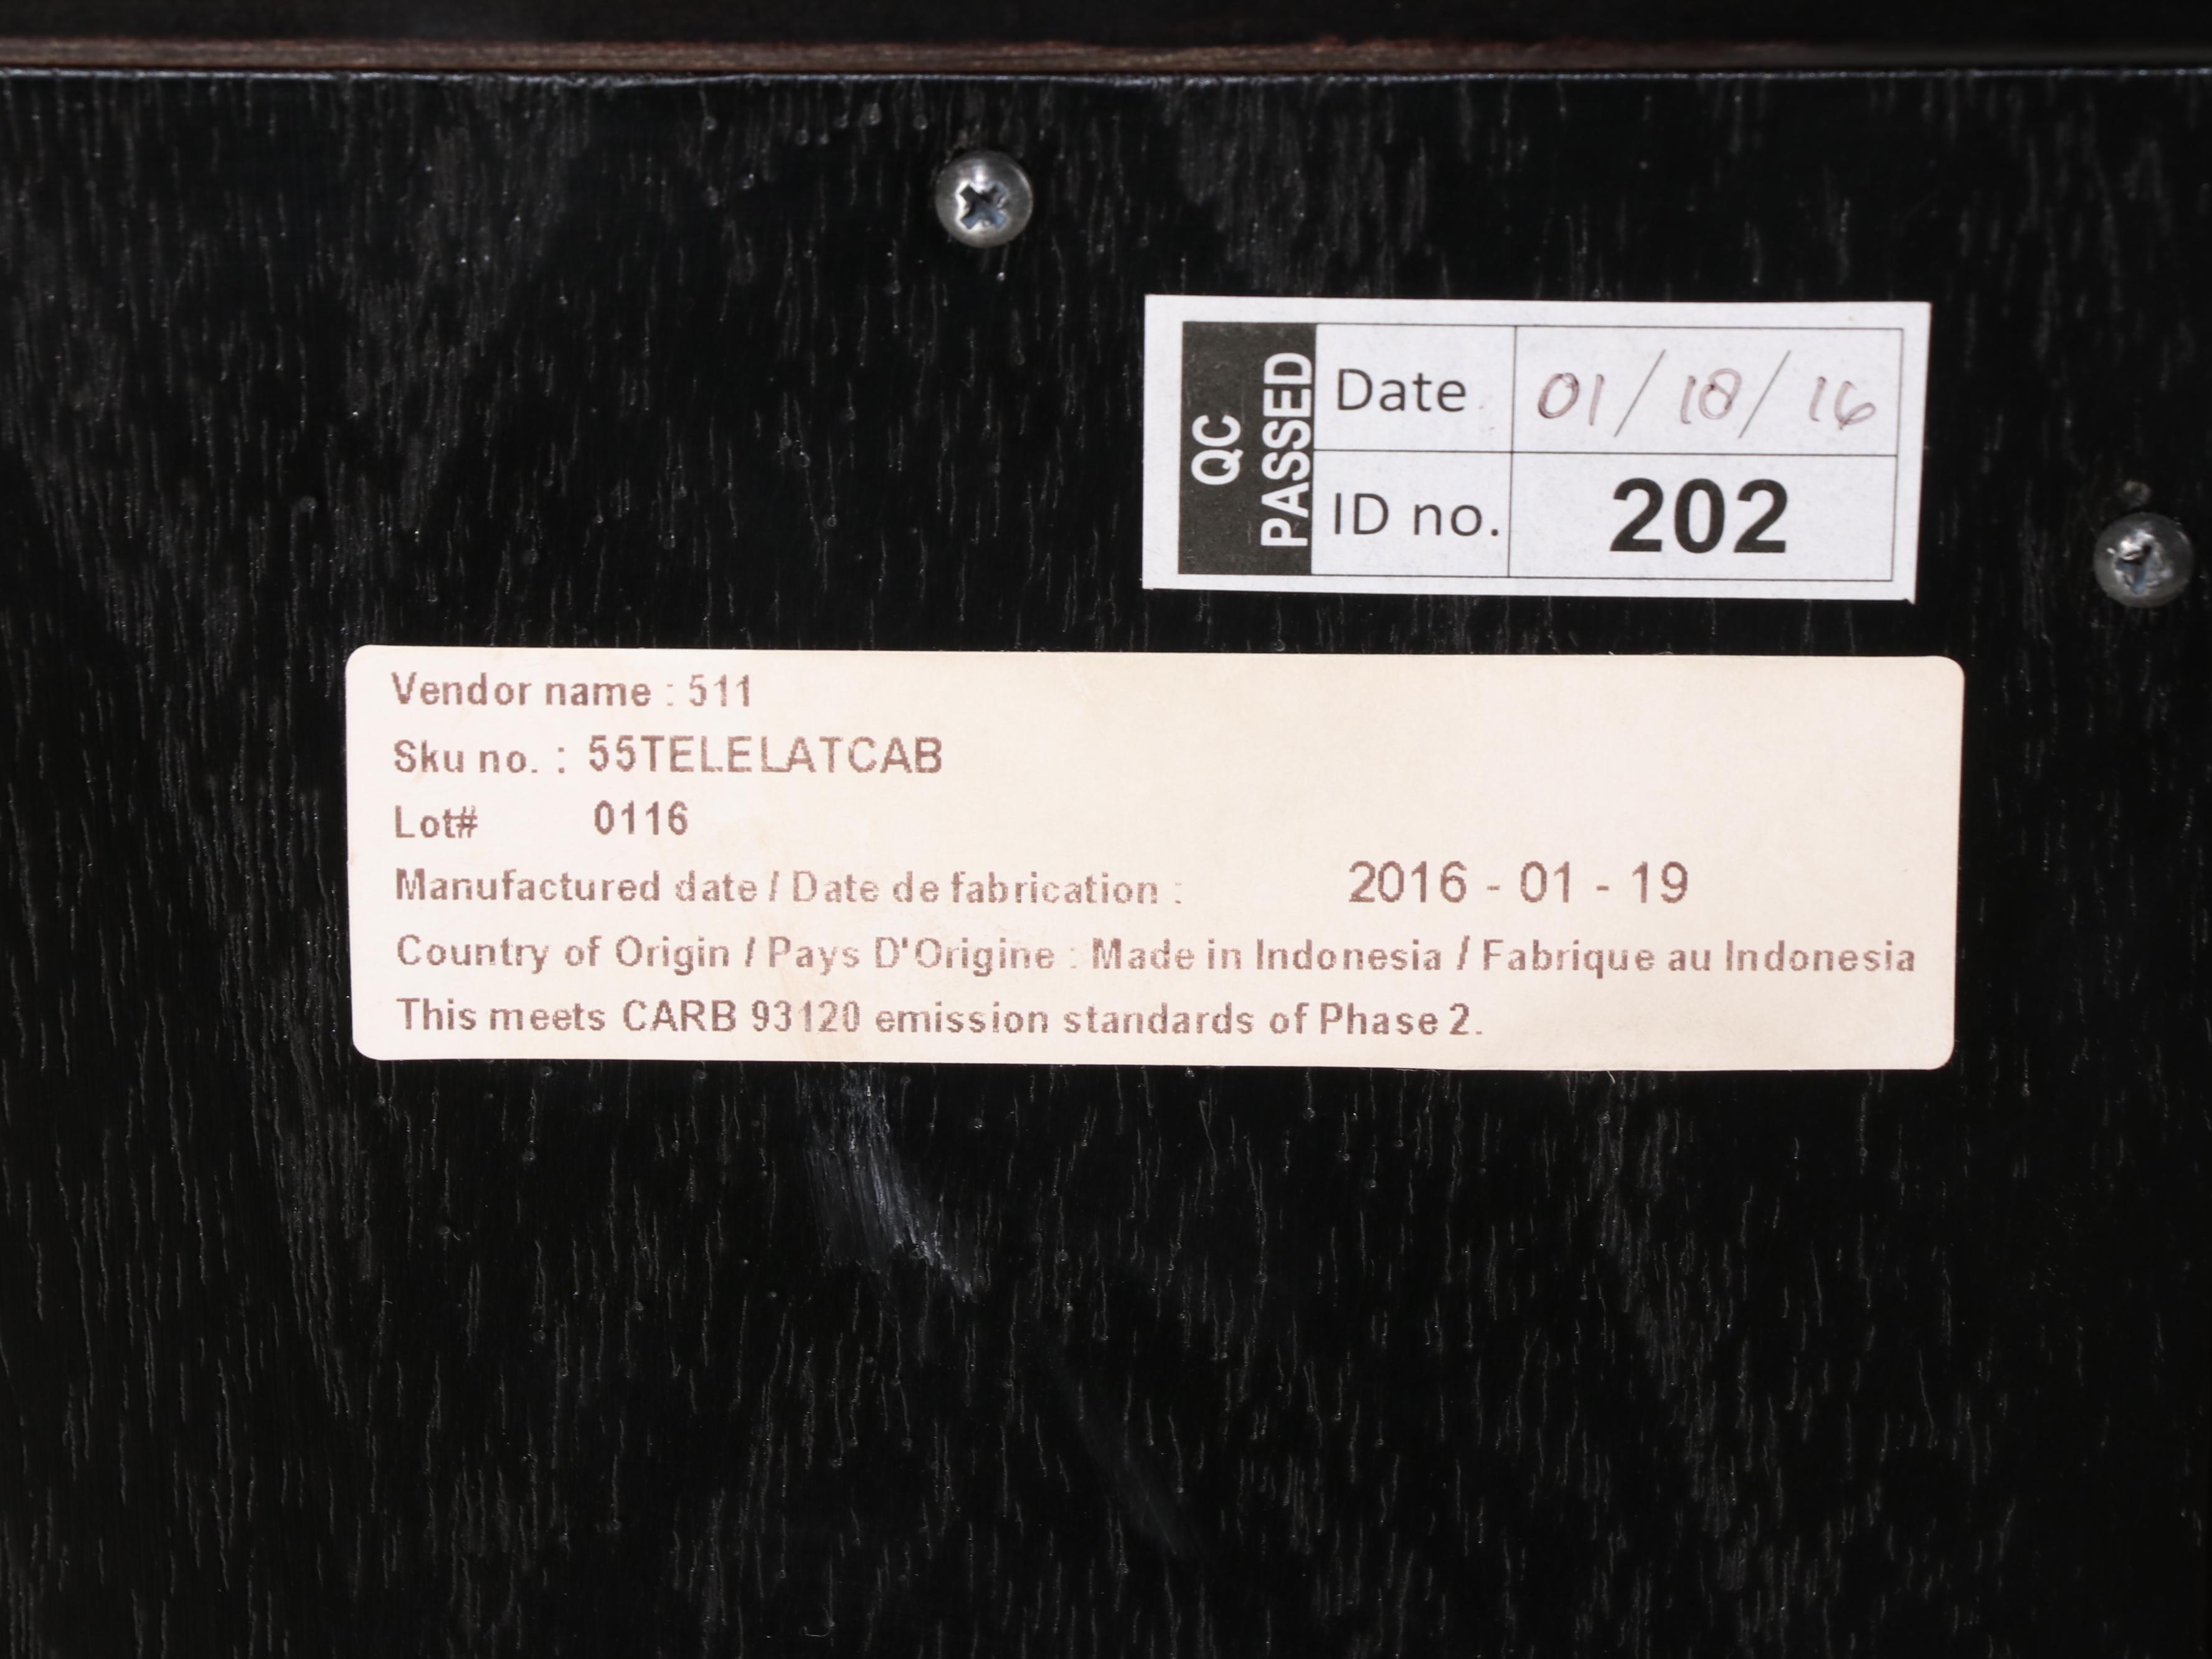 QC
PASSED
Date 01/18/16
ID no. 202
Vendor name : 511
Sku no. : 55TELELATCAB
Lot# 0116
Manufactured date / Date de fabrication : 2016 - 01 - 19
Country of Origin / Pays D'Origine : Made in Indonesia / Fabrique au Indonesia
This meets CARB 93120 emission standards of Phase 2.